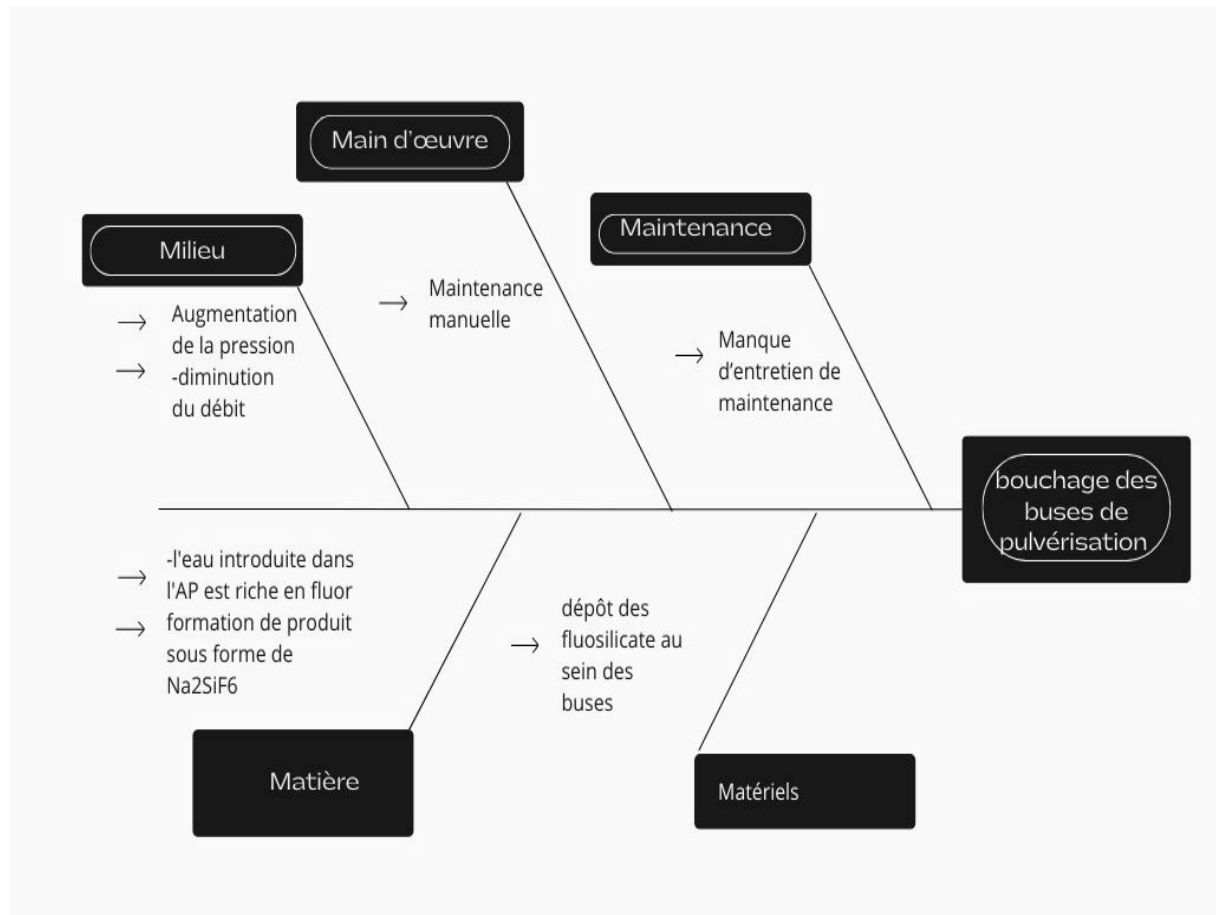 Main d'œuvre
Milieu
Maintenance
Augmentation
de la pression
-diminution
du débit
Maintenance
manuelle
Manque
d'entretien de
maintenance
bouchage des
buses de
pulvérisation
-l'eau introduite dans
l'AP est riche en fluor
formation de produit
sous forme de
Na2SiF6
dépôt des
fluosilicate au
sein des
buses
Matière
Matériels